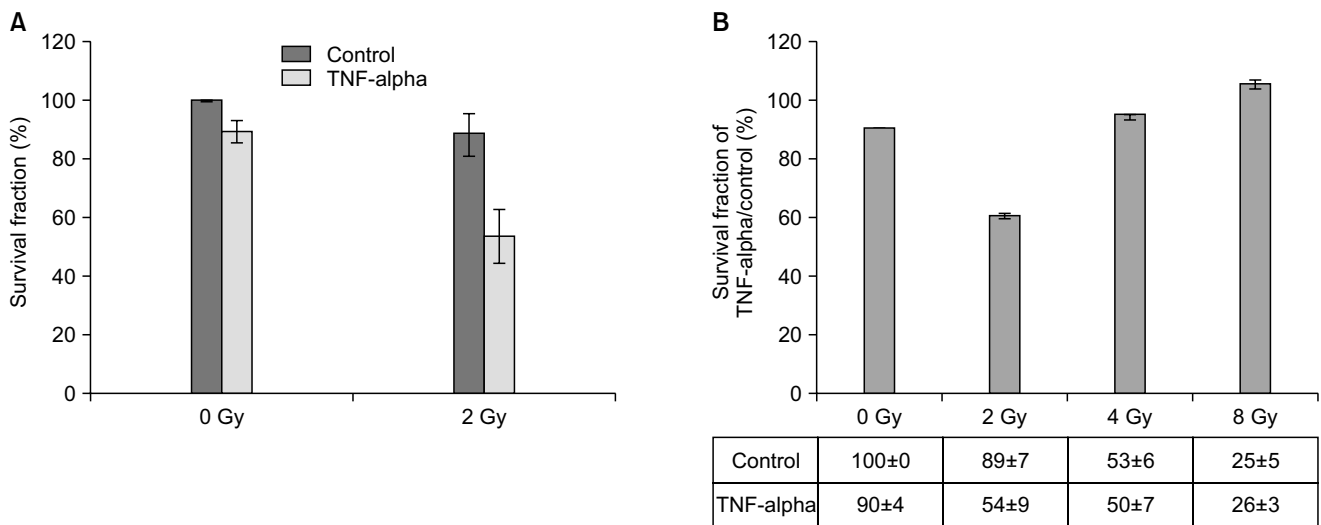 A
Survival fraction (%)
120
100
80
60
40
20
0
Control
TNF-alpha
0 Gy
2 Gy
B
Survival fraction of
TNF-alpha/control (%)
120
100
80
60
40
20
0
0 Gy
2 Gy
4 Gy
8 Gy
Control 100±0 89±7 53±6 25±5
TNF-alpha 90±4 54±9 50±7 26±3